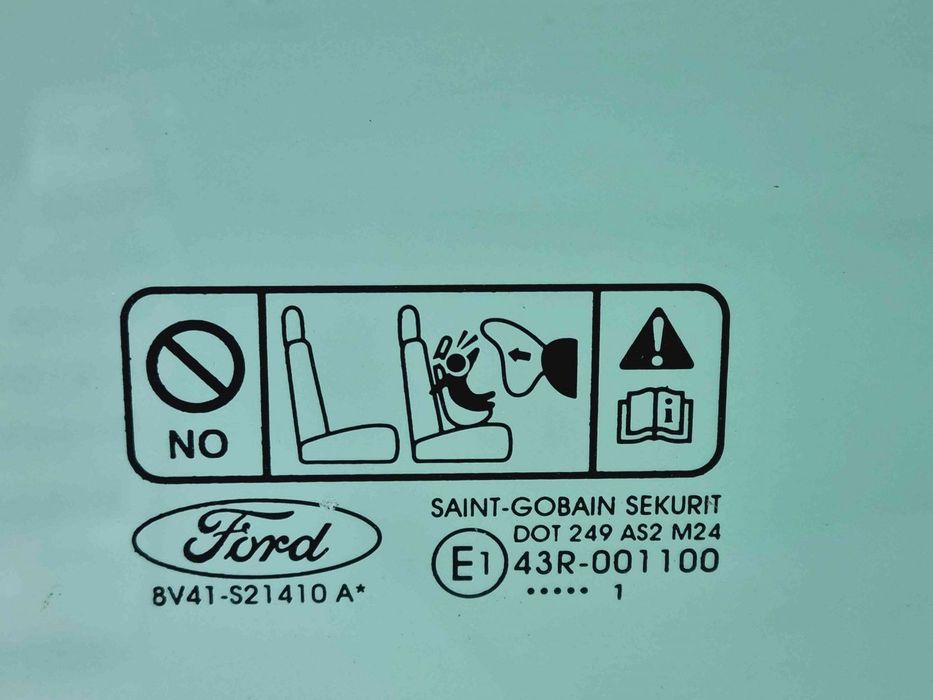 NO
Ford
8V41-S21410 A*
SAINT-GOBAIN SEKURIT
DOT 249 AS2 M24
E1 43R-001100
..... 1
i